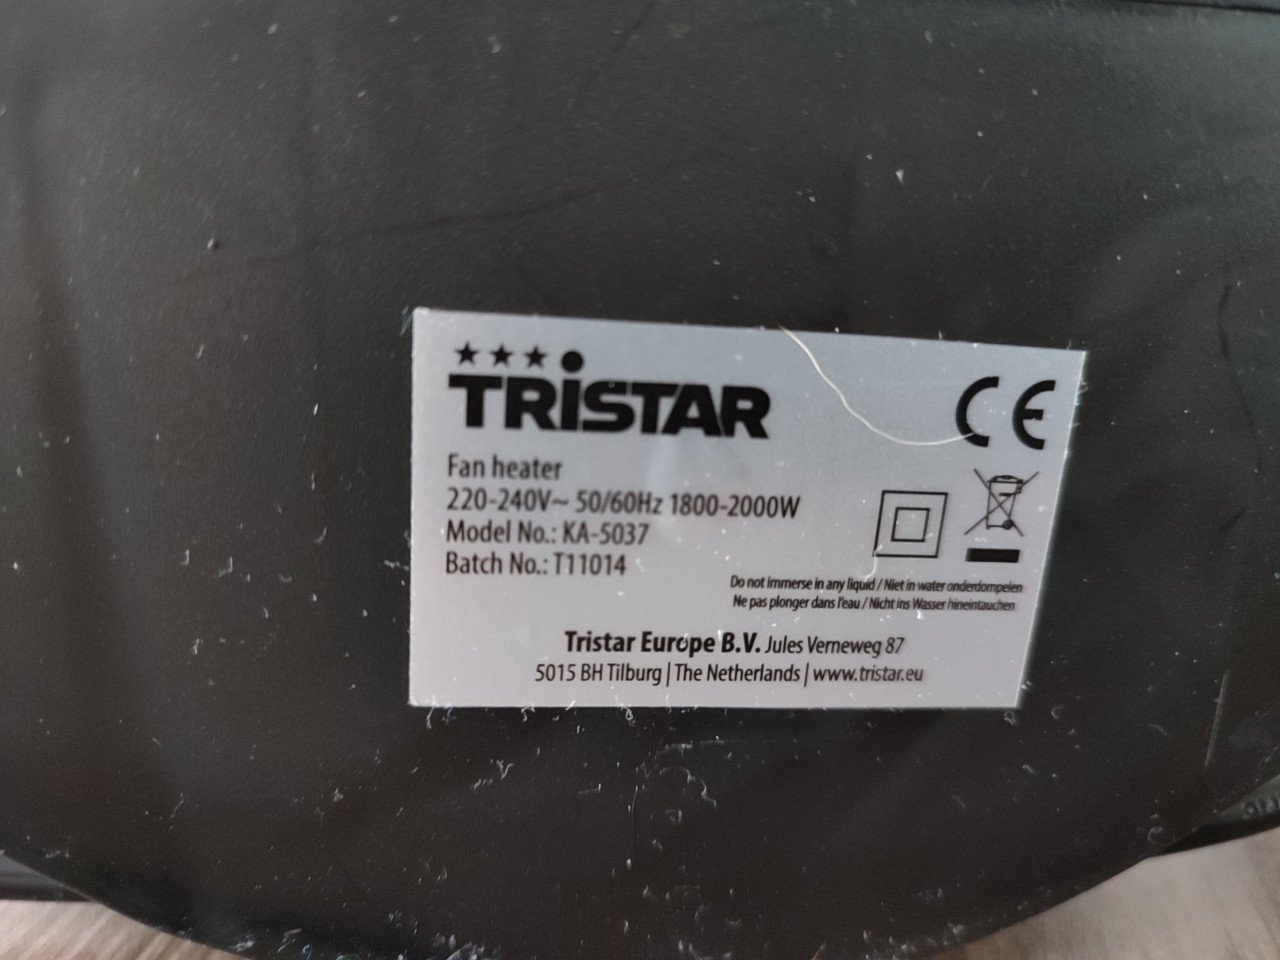 TRiSTAR
CE
Fan heater
220-240V~ 50/60Hz 1800-2000W
Model No.: KA-5037
Batch No.: T11014
Do not immerse in any liquid / Niet in water onderdompelen
Ne pas plonger dans l'eau / Nicht ins Wasser hineintauchen
Tristar Europe B.V. Jules Verneweg 87
5015 BH Tilburg | The Netherlands | www.tristar.eu